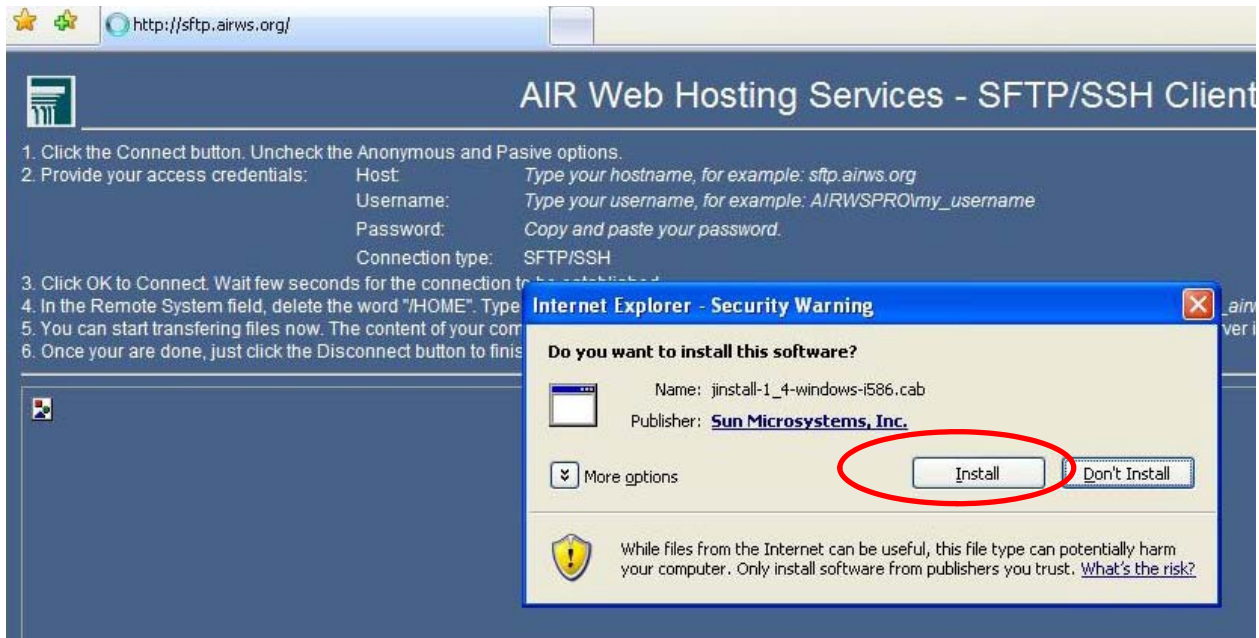 http://sftp.airws.org/
AIR Web Hosting Services - SFTP/SSH Client
1. Click the Connect button. Uncheck the Anonymous and Pasive options.
2. Provide your access credentials: Host: Type your hostname, for example: sftp.airws.org
Username: Type your username, for example: AIRWSPRO\my_username
Password: Copy and paste your password.
Connection type: SFTP/SSH
3. Click OK to Connect. Wait few seconds for the connection to be established
4. In the Remote System field, delete the word "/HOME". Type
5. You can start transfering files now. The content of your com
6. Once your are done, just click the Disconnect button to finis
Internet Explorer - Security Warning
Do you want to install this software?
Name: jinstall-1_4-windows-i586.cab
Publisher: Sun Microsystems, Inc.
More options
Install
Don't Install
While files from the Internet can be useful, this file type can potentially harm
your computer. Only install software from publishers you trust. What's the risk?